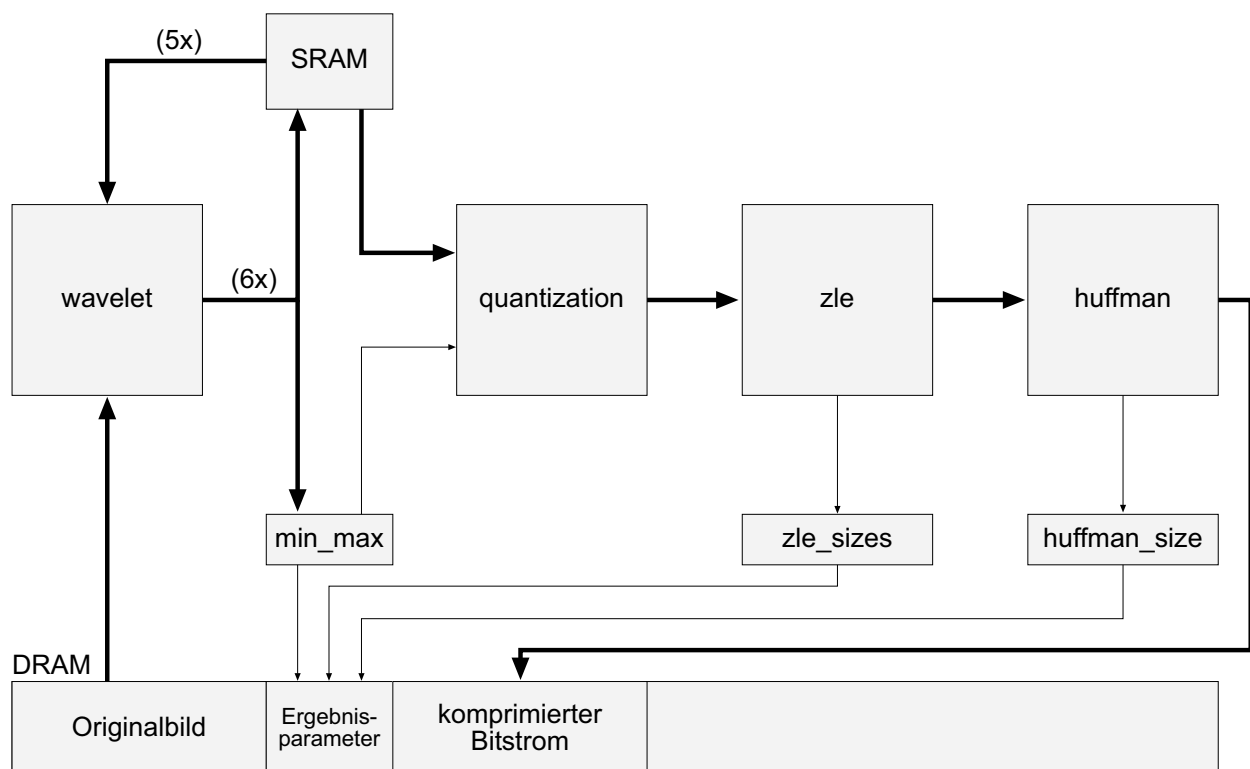 (5x)
SRAM
wavelet
(6x)
quantization
zle
huffman
min_max
zle_sizes
huffman_size
DRAM
Originalbild
Ergebnis-
parameter
komprimierter
Bitstrom